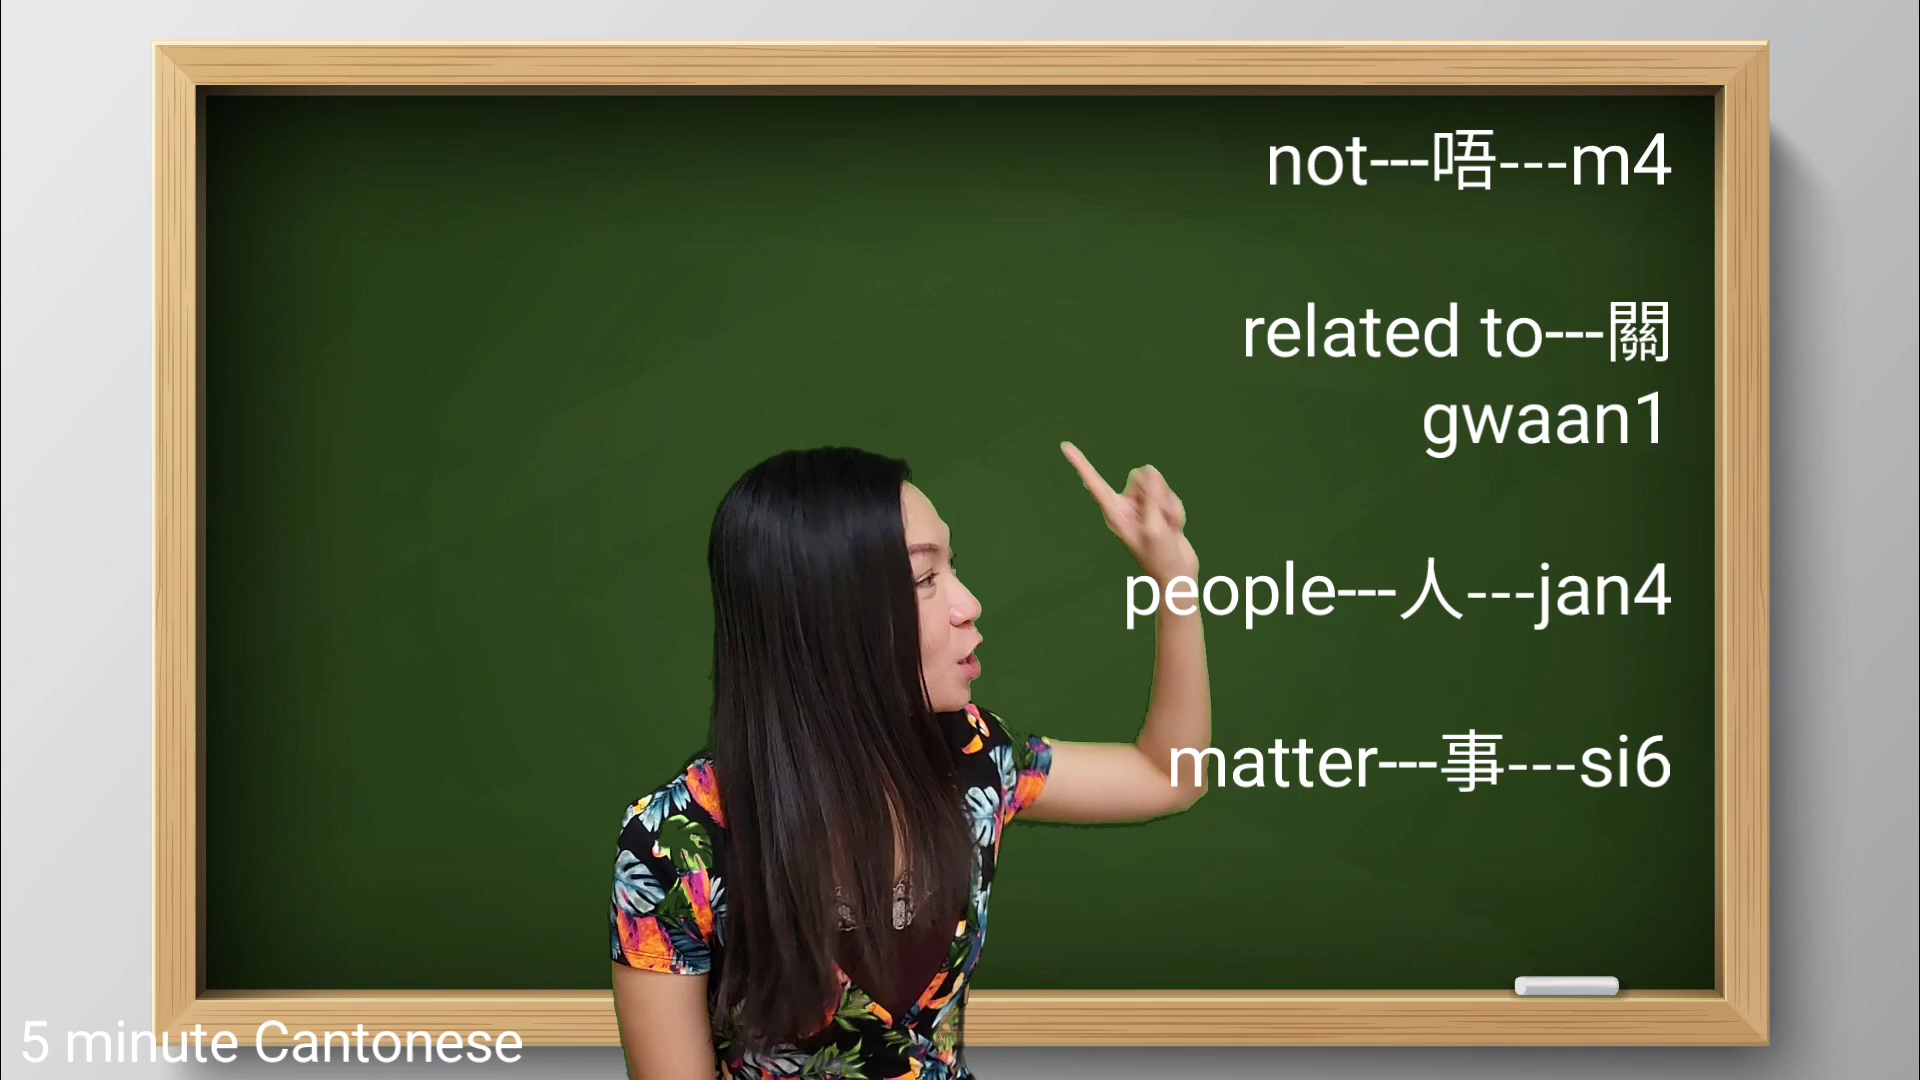 not---唔---m4
related to---關
gwaan1
people---人---jan4
matter---事---si6
5 minute Cantonese